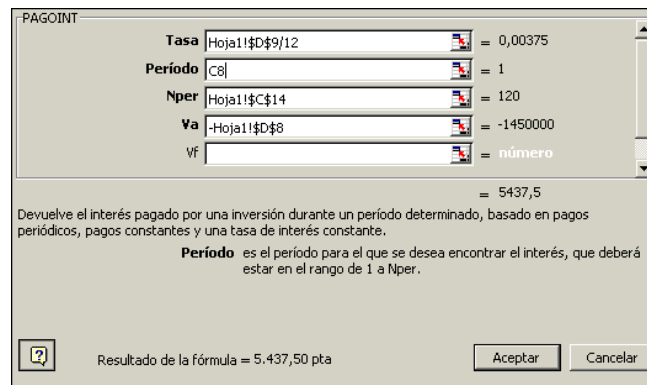 PAGOINT
Tasa Hoja1!$D$9/12 = 0,00375
Período C8 = 1
Nper Hoja1!$C$14 = 120
Va -Hoja1!$D$8 = -1450000
Vf = número
= 5437,5
Devuelve el interés pagado por una inversión durante un período determinado, basado en pagos
periódicos, pagos constantes y una tasa de interés constante.
Período es el período para el que se desea encontrar el interés, que deberá
estar en el rango de 1 a Nper.
Resultado de la fórmula = 5.437,50 pta Aceptar Cancelar